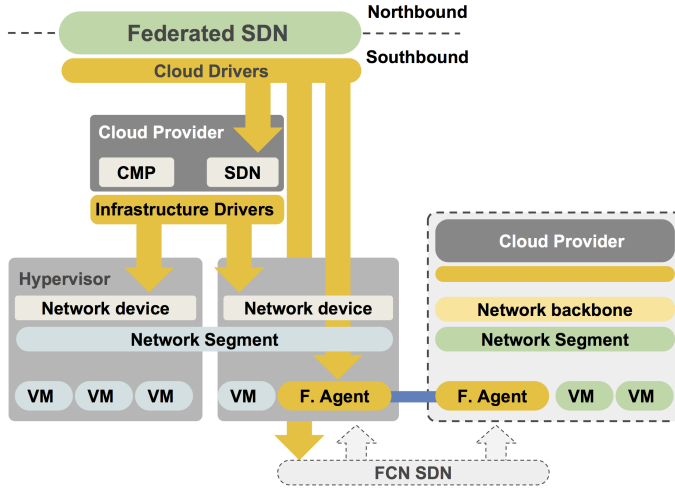 Northbound
Federated SDN
Southbound
Cloud Drivers
Cloud Provider
CMP
SDN
Infrastructure Drivers
Cloud Provider
Hypervisor
Network device
Network device
Network backbone
Network Segment
Network Segment
VM
VM
VM
VM
F. Agent
F. Agent
VM
VM
FCN SDN